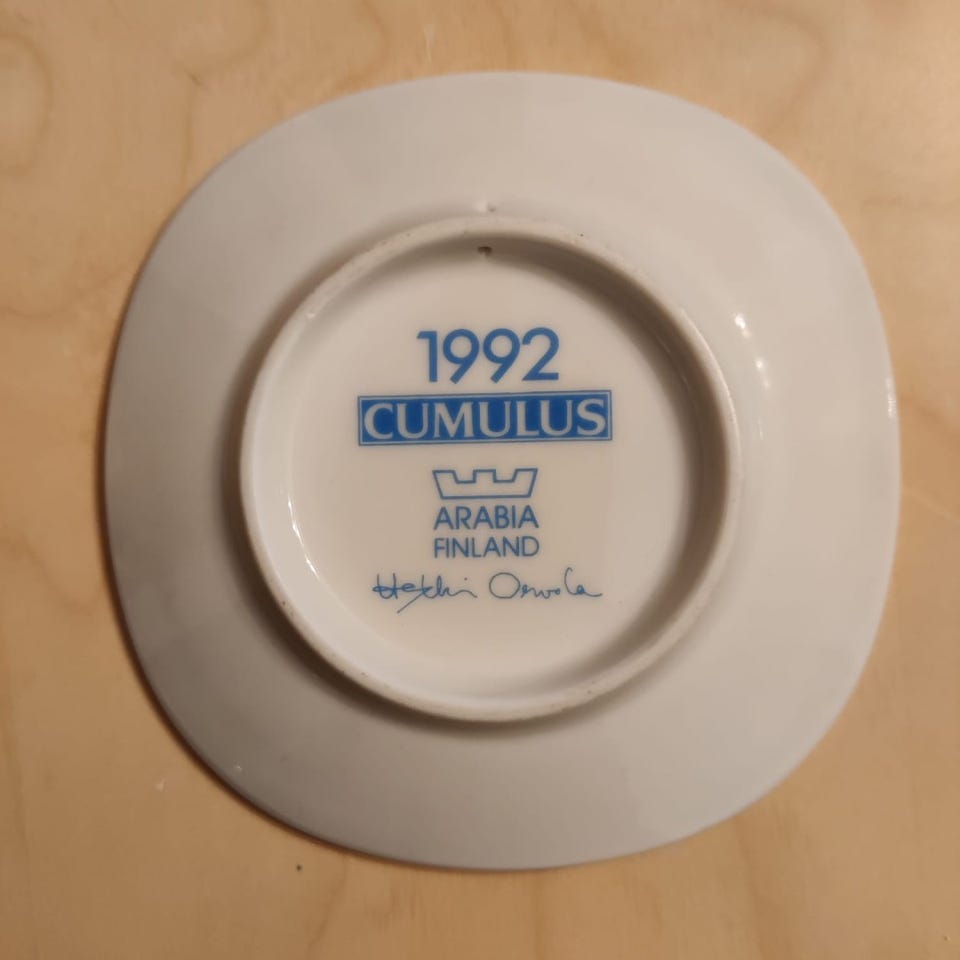 1992
CUMULUS
ARABIA
FINLAND
Heikki Orvola